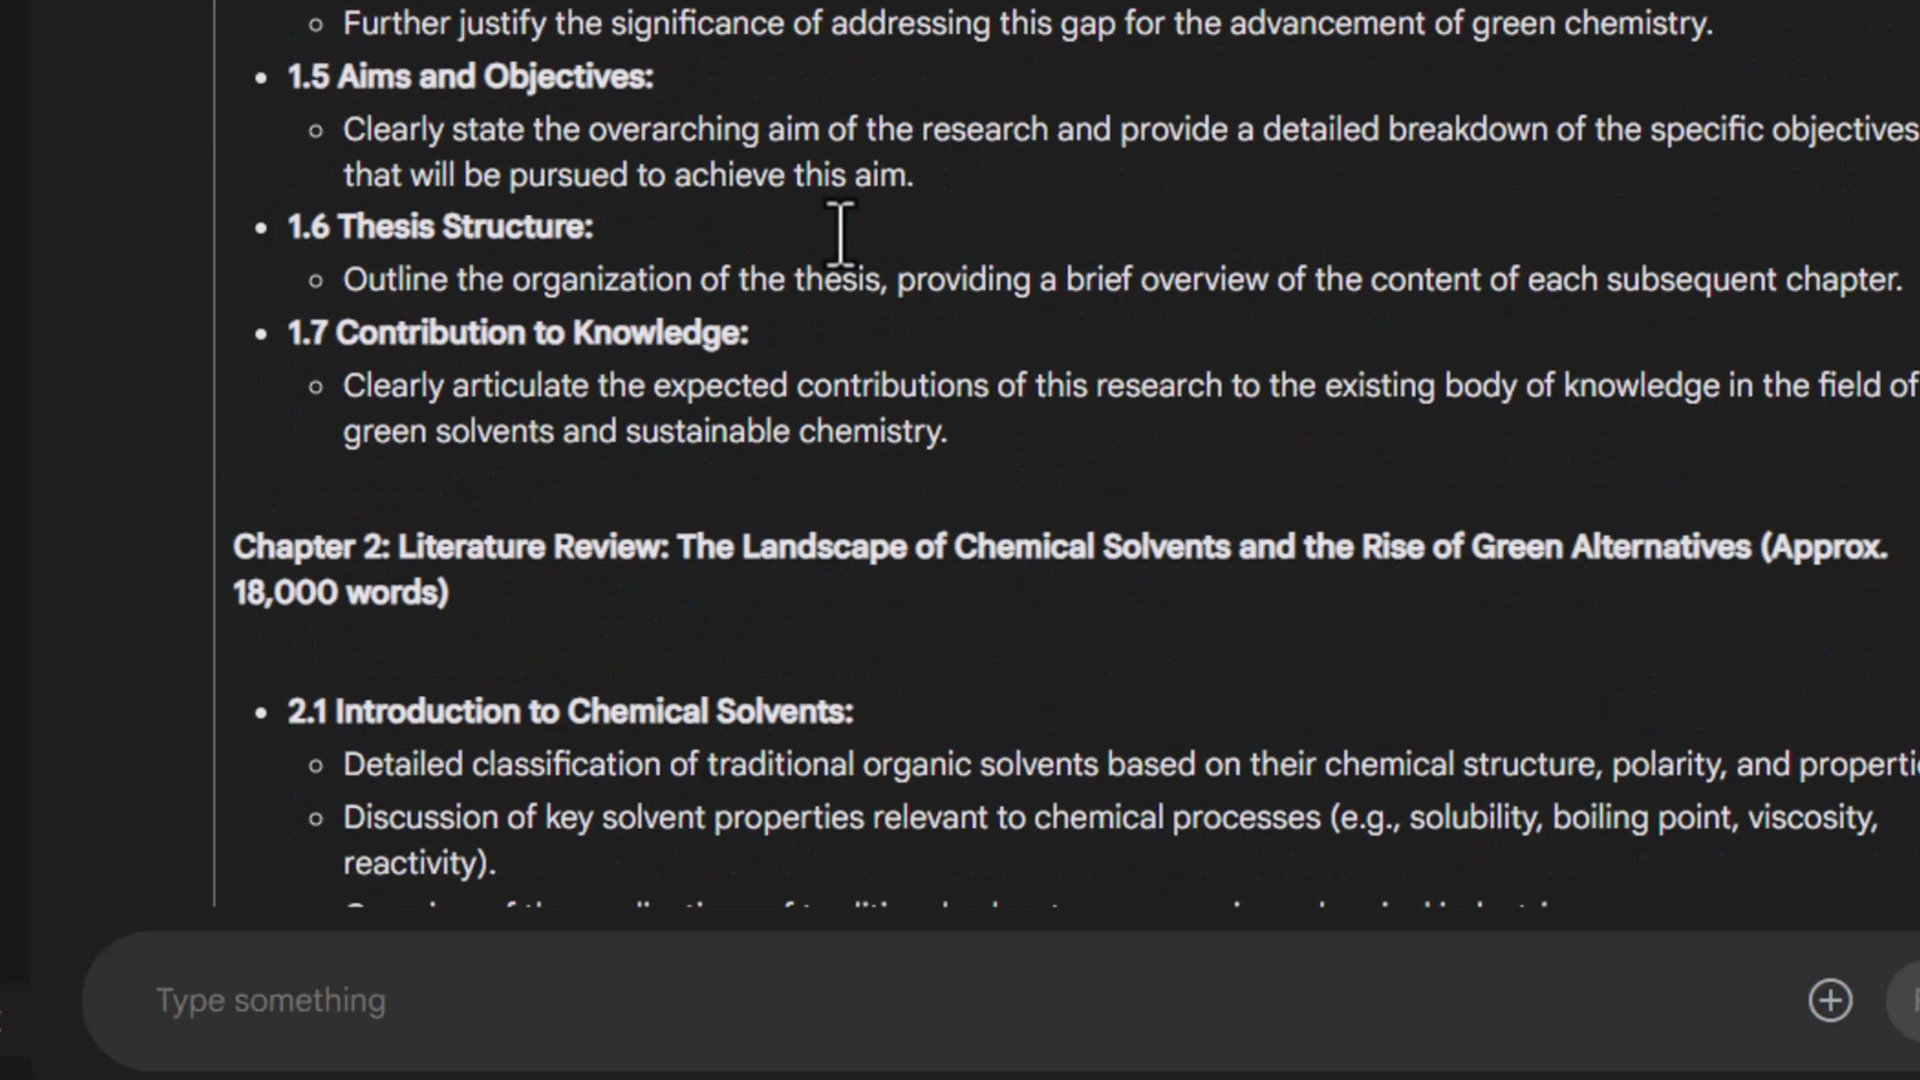 Further justify the significance of addressing this gap for the advancement of green chemistry.
1.5 Aims and Objectives:
Clearly state the overarching aim of the research and provide a detailed breakdown of the specific objectives
that will be pursued to achieve this aim.
1.6 Thesis Structure:
Outline the organization of the thesis, providing a brief overview of the content of each subsequent chapter.
1.7 Contribution to Knowledge:
Clearly articulate the expected contributions of this research to the existing body of knowledge in the field of
green solvents and sustainable chemistry.
Chapter 2: Literature Review: The Landscape of Chemical Solvents and the Rise of Green Alternatives (Approx.
18,000 words)
2.1 Introduction to Chemical Solvents:
Detailed classification of traditional organic solvents based on their chemical structure, polarity, and
Discussion of key solvent properties relevant to chemical processes (e.g., solubility, boiling point, viscosity,
reactivity).
Type something